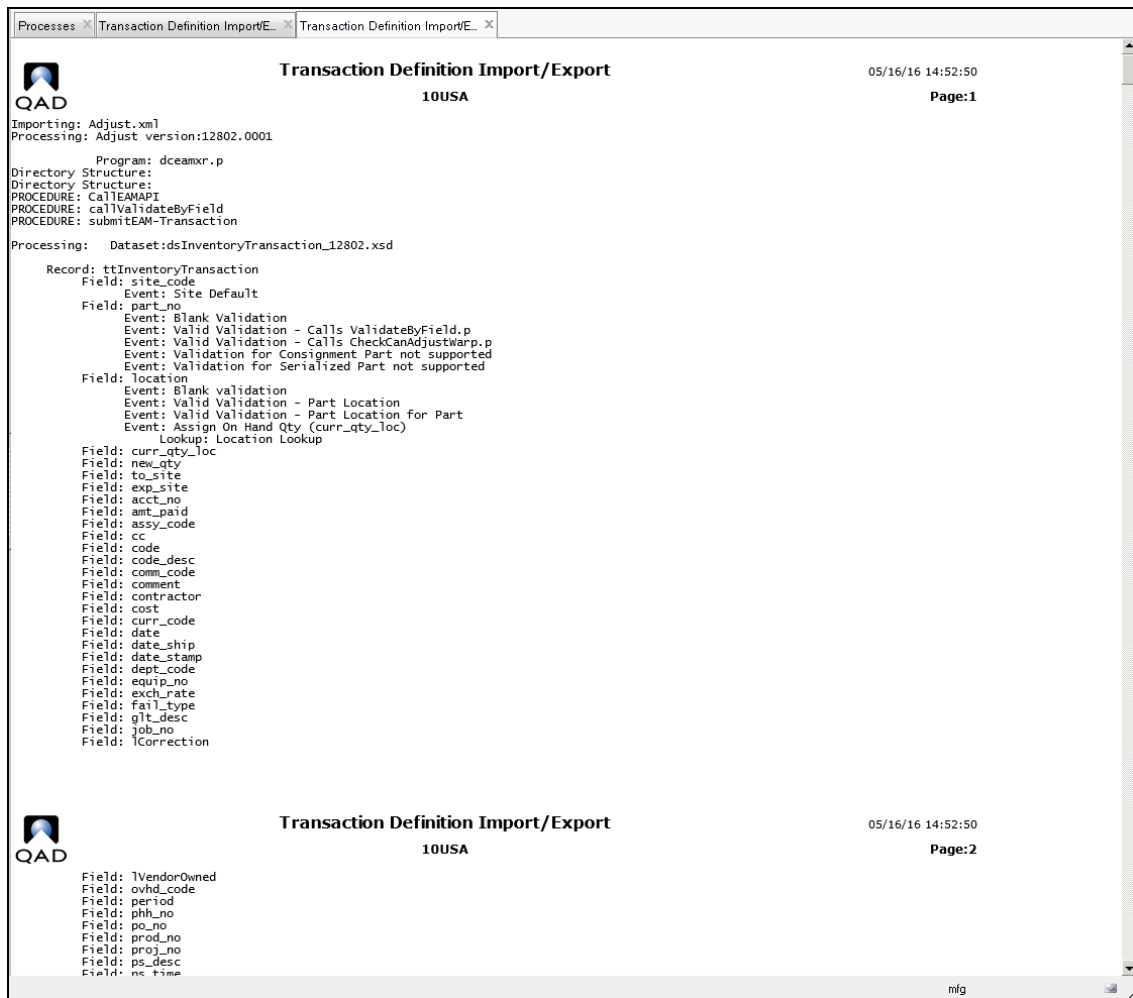 Processes
Transaction Definition Import/E...
Transaction Definition Import/E...
QAD
Transaction Definition Import/Export
05/16/16 14:52:50
10USA
Page:1
Importing: Adjust.xml
Processing: Adjust version:12802.0001
Program: dceamxr.p
Directory Structure:
Directory Structure:
PROCEDURE: CallEAMAPI
PROCEDURE: callValidateByField
PROCEDURE: submitEAM-Transaction
Processing: Dataset:dsInventoryTransaction_12802.xsd
Record: ttInventoryTransaction
Field: site_code
Event: Site Default
Field: part_no
Event: Blank Validation
Event: Valid Validation - Calls ValidateByField.p
Event: Valid Validation - Calls CheckCanAdjustWarp.p
Event: Validation for Consignment Part not supported
Event: Validation for Serialized Part not supported
Field: location
Event: Blank validation
Event: Valid Validation - Part Location
Event: Valid Validation - Part Location for Part
Event: Assign On Hand Qty (curr_qty_loc)
Lookup: Location Lookup
Field: curr_qty_loc
Field: new_qty
Field: to_site
Field: exp_site
Field: acct_no
Field: amt_paid
Field: assy_code
Field: cc
Field: code
Field: code_desc
Field: comm_code
Field: comment
Field: contractor
Field: cost
Field: curr_code
Field: date
Field: date_ship
Field: date_stamp
Field: dept_code
Field: equip_no
Field: exch_rate
Field: fail_type
Field: glt_desc
Field: job_no
Field: lCorrection
QAD
Transaction Definition Import/Export
05/16/16 14:52:50
10USA
Page:2
Field: lVendorOwned
Field: ovhd_code
Field: period
Field: phh_no
Field: po_no
Field: prod_no
Field: proj_no
Field: ps_desc
Field: ps_time
mfg